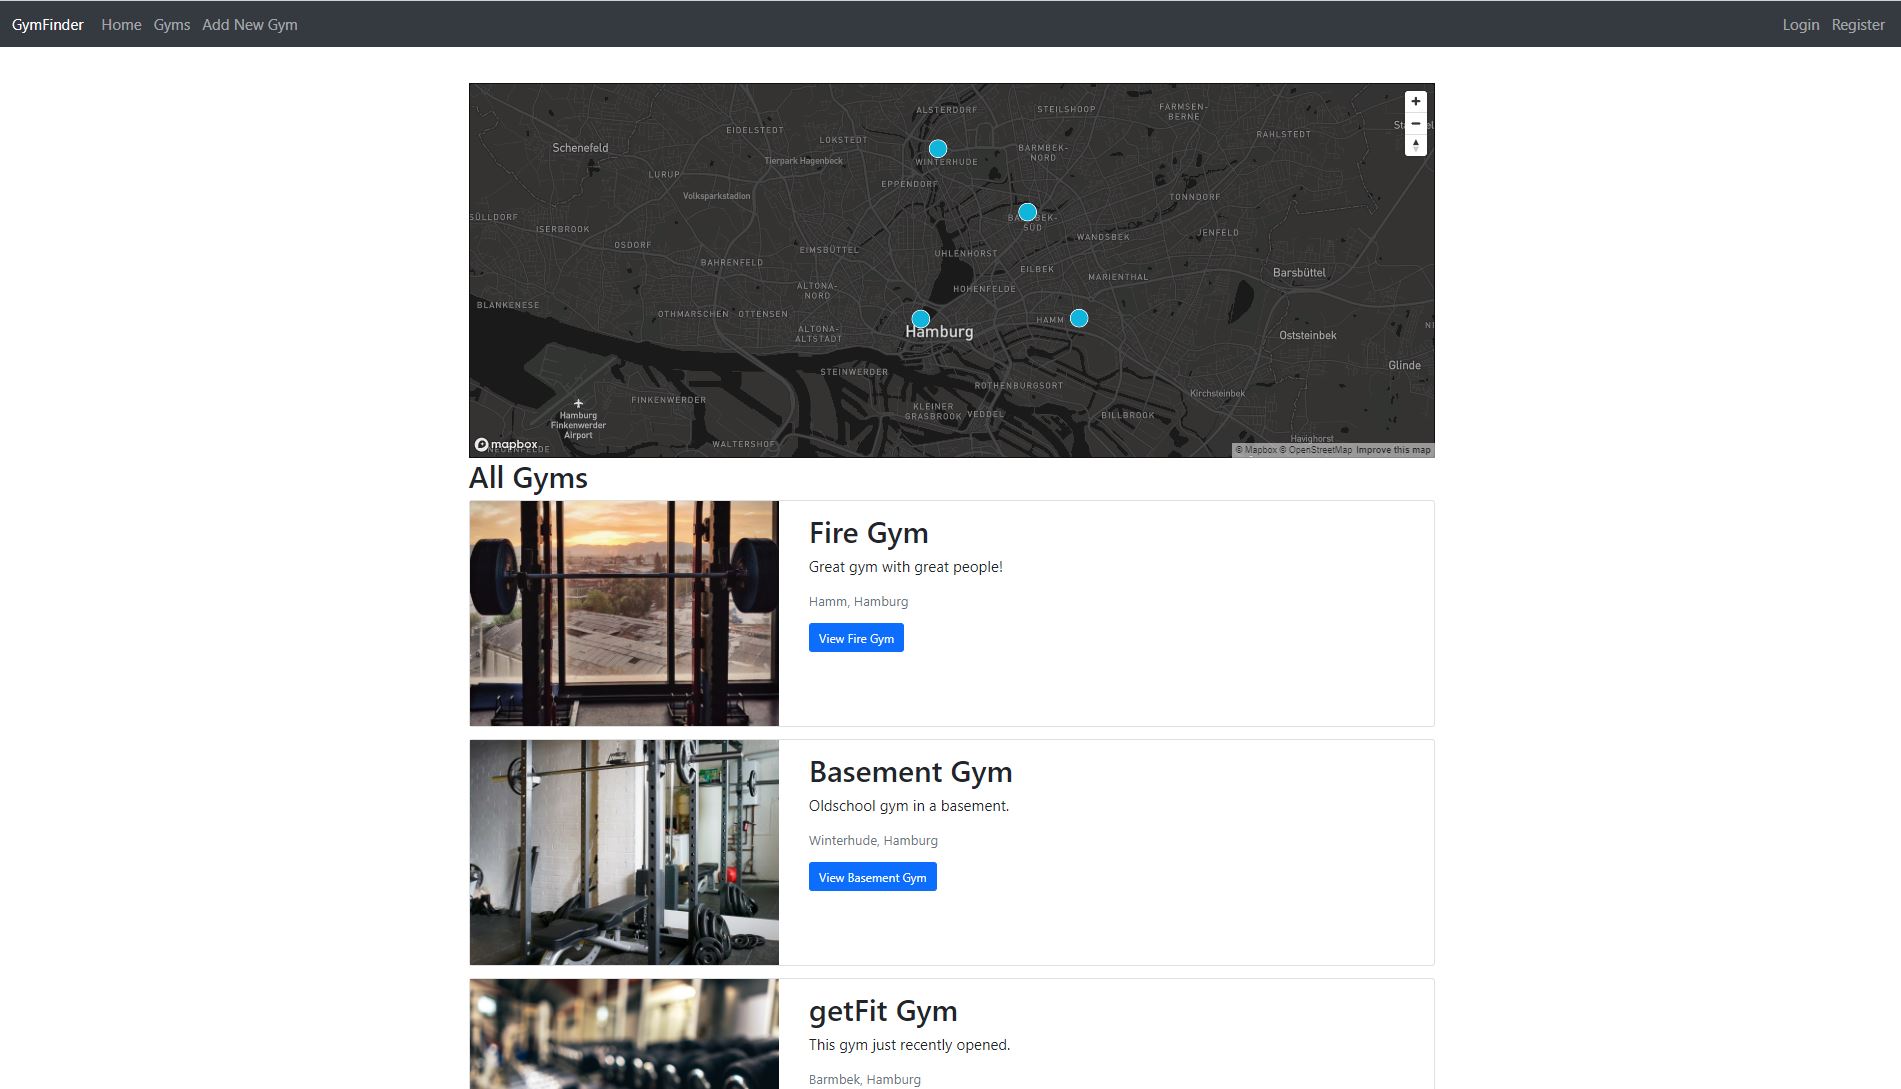 GymFinder Home Gyms Add New Gym Login Register
ALSTERDORF
STEILSHOOP
FARMSEN-
BERNE
EIDELSTEDT
LOKSTEDT
RAHLSTEDT
Schenefeld
Tierpark Hagenbeck
WINTERHUDE
BARMBEK-
NORD
LURUP
EPPENDORF
Volksparkstadion
TONNDORF
SÜLLDORF
ISERBROOK
SÜD
WANDSBEK
JENFELD
OSDORF
EIMSBÜTTEL
UHLENHORST
BAHRENFELD
EILBEK
MARIENTHAL
Barsbüttel
ALTONA-
NORD
HOHENFELDE
BLANKENESE
OTHMARSCHEN
OTTENSEN
HAMM
ALTONA-
ALTSTADT
Hamburg
Oststeinbek
STEINWERDER
Glinde
ROTHENBURGSORT
Kirchsteinbek
FINKENWERDER
KLEINER
GRASBROOK
VEDDEL
BILLBROOK
Hamburg
Finkenwerder
Airport
WALTERSHOF
Havighorst
mapbox
© Mapbox © OpenStreetMap Improve this map
All Gyms
Fire Gym
Great gym with great people!
Hamm, Hamburg
View Fire Gym
Basement Gym
Oldschool gym in a basement.
Winterhude, Hamburg
View Basement Gym
getFit Gym
This gym just recently opened.
Barmbek, Hamburg